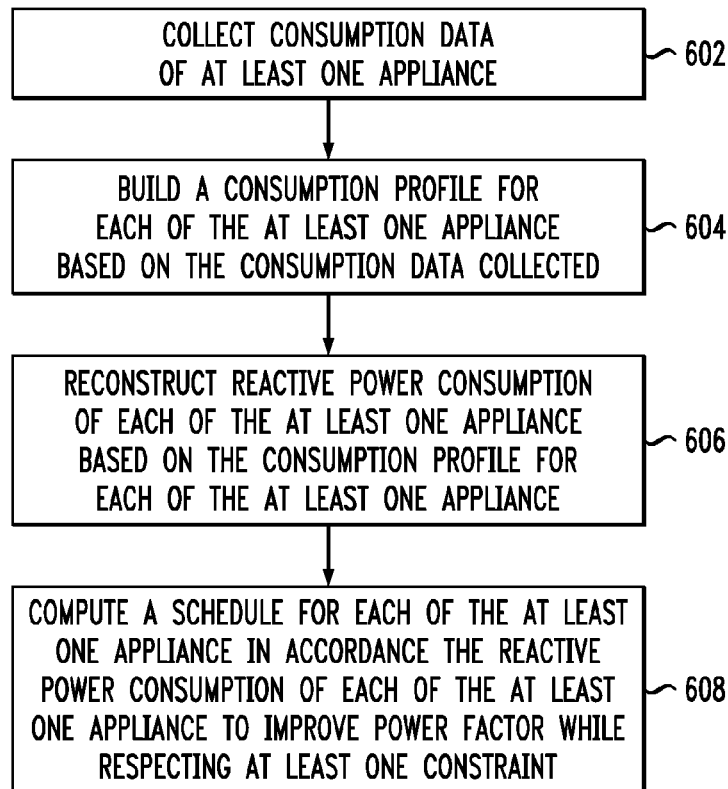 COLLECT CONSUMPTION DATA
OF AT LEAST ONE APPLIANCE
602
BUILD A CONSUMPTION PROFILE FOR
EACH OF THE AT LEAST ONE APPLIANCE
BASED ON THE CONSUMPTION DATA COLLECTED
604
RECONSTRUCT REACTIVE POWER CONSUMPTION
OF EACH OF THE AT LEAST ONE APPLIANCE
BASED ON THE CONSUMPTION PROFILE FOR
EACH OF THE AT LEAST ONE APPLIANCE
606
COMPUTE A SCHEDULE FOR EACH OF THE AT LEAST
ONE APPLIANCE IN ACCORDANCE THE REACTIVE
POWER CONSUMPTION OF EACH OF THE AT LEAST
ONE APPLIANCE TO IMPROVE POWER FACTOR WHILE
RESPECTING AT LEAST ONE CONSTRAINT
608